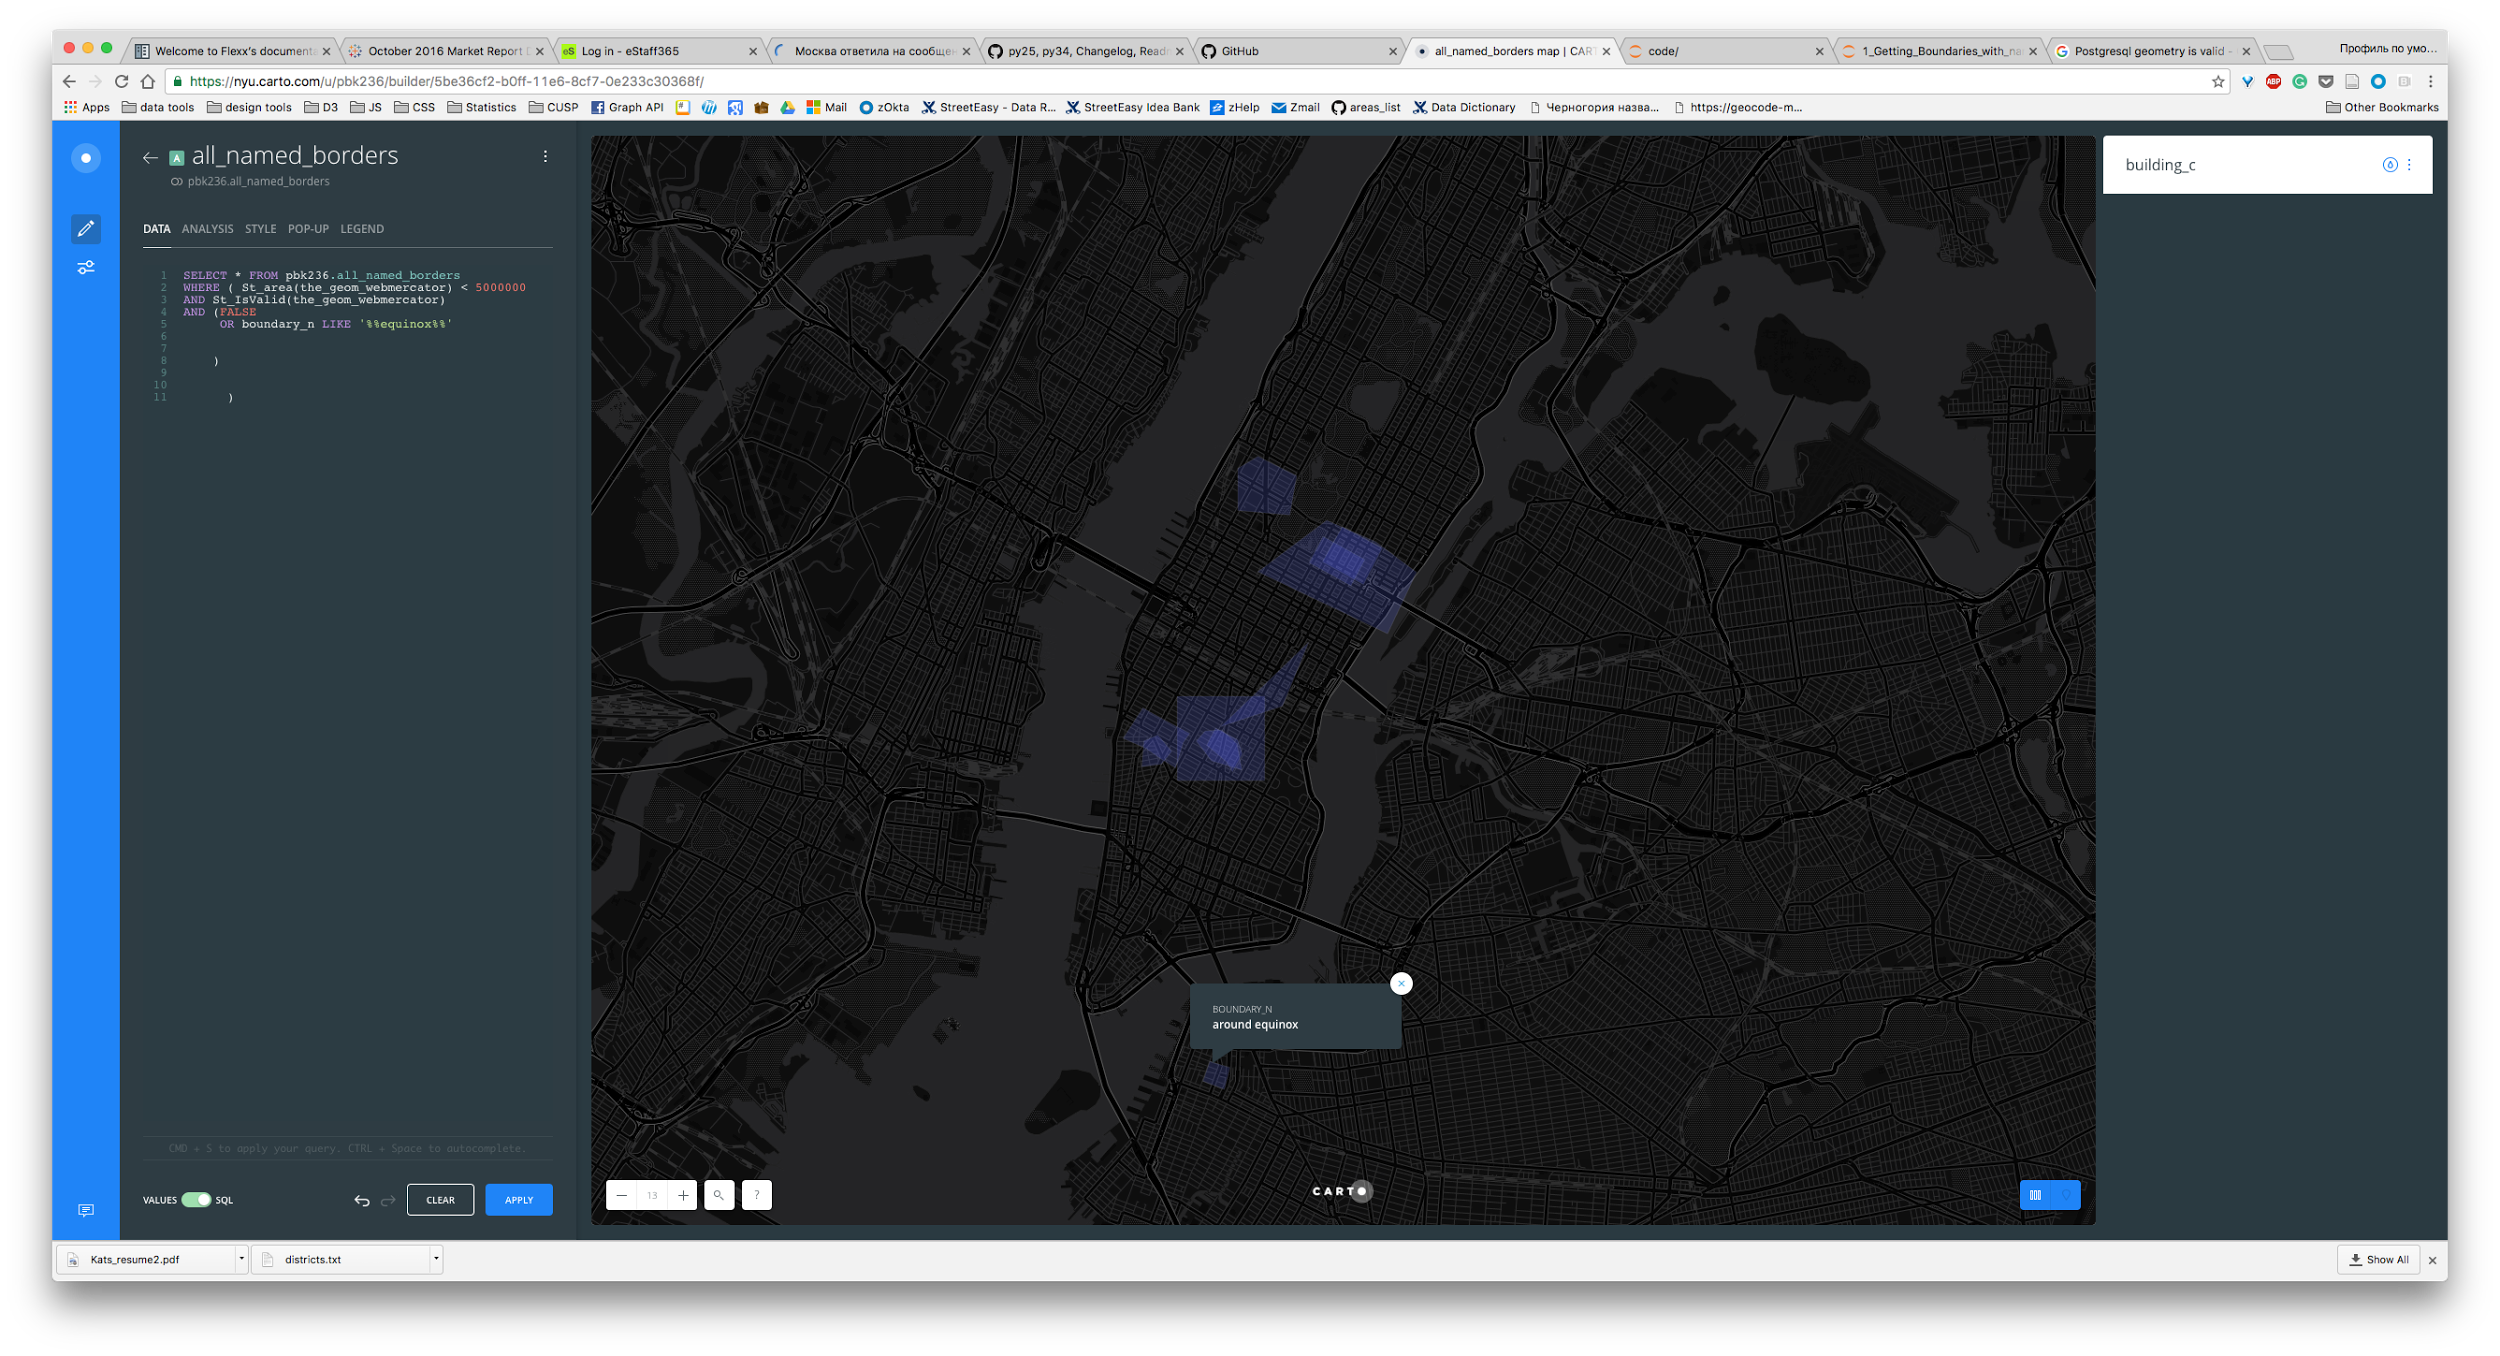 Welcome to Flexx's documenta
October 2016 Market Report
Log in - eStaff365
Москва ответила на сообщен
py25, py34, Changelog, Readm
GitHub
all_named_borders map | CART
code/
1_Getting_Boundaries_with_na
Postgresql geometry is valid -
Профиль по умо...
https://nyu.carto.com/u/pbk236/builder/5be36cf2-b0ff-11e6-8cf7-0e233c30368f/
ABP
Apps
data tools
design tools
D3
JS
CSS
Statistics
CUSP
Graph API
Mail
zOkta
StreetEasy - Data R...
StreetEasy Idea Bank
zHelp
Zmail
areas_list
Data Dictionary
Черногория назва...
https://geocode-m...
Other Bookmarks
A all_named_borders
pbk236.all_named_borders
DATA ANALYSIS STYLE POP-UP LEGEND
1 SELECT * FROM pbk236.all_named_borders
2 WHERE ( St_area(the_geom_webmercator) < 5000000
3 AND St_IsValid(the_geom_webmercator)
4 AND (FALSE
5 OR boundary_n LIKE '%%equinox%%'
6
7
8 )
9
10
11 )
CMD + S to apply your query. CTRL + Space to autocomplete.
VALUES SQL
CLEAR
APPLY
building_c
BOUNDARY_N
around equinox
13
?
CARTO
Kats_resume2.pdf
districts.txt
Show All